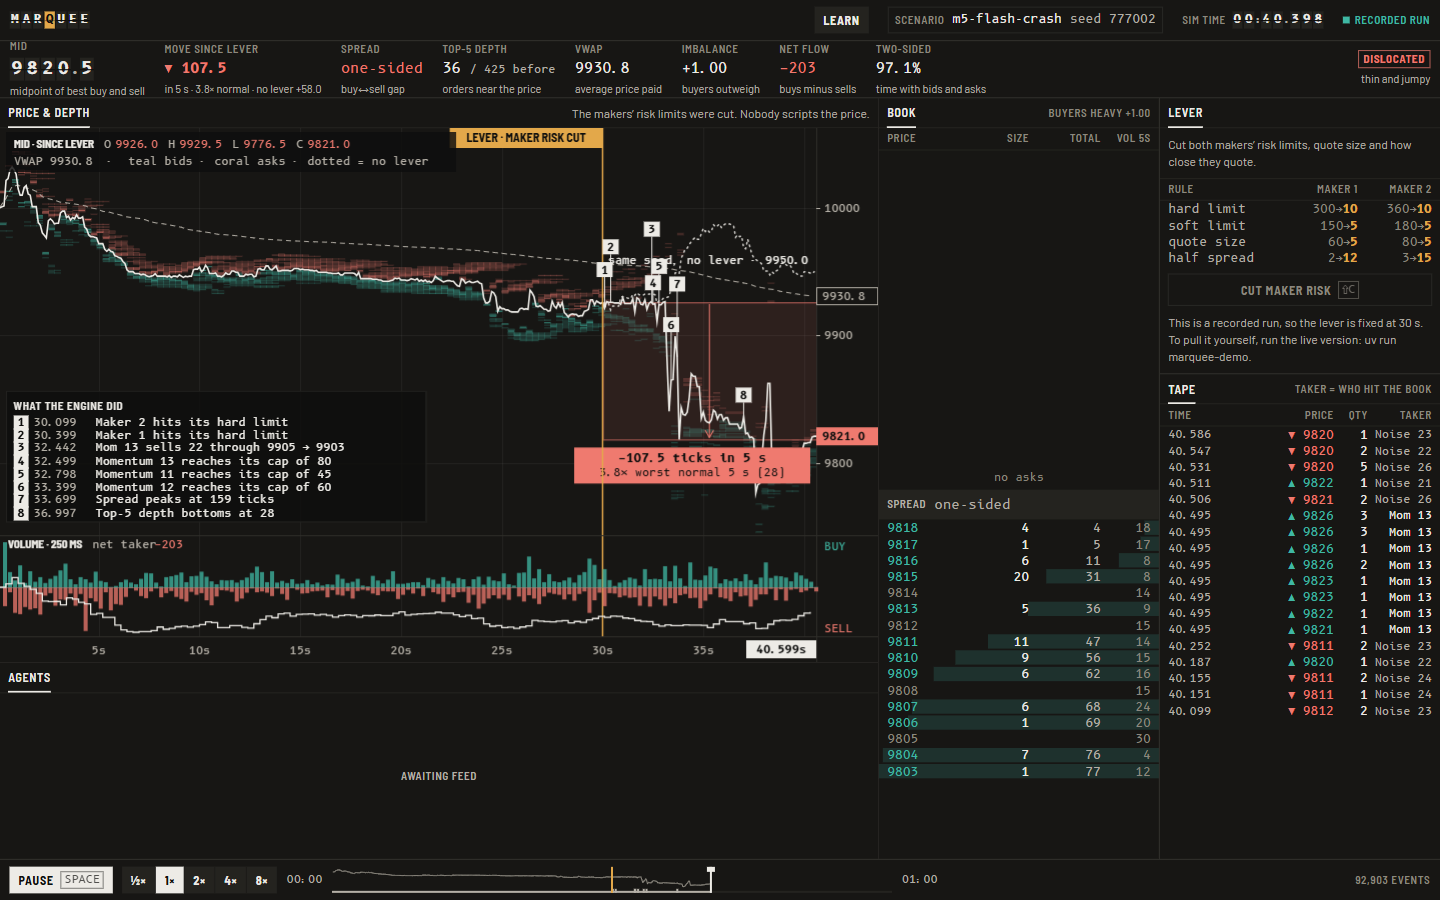 MARQUEE
LEARN
SCENARIO m5-flash-crash seed 777002
SIM TIME 00:40.398
RECORDED RUN
MID
9820.5
midpoint of best buy and sell
MOVE SINCE LEVER
▼ 107.5
in 5 s · 3.8× normal · no lever +58.0
SPREAD
one-sided
buy↔sell gap
TOP-5 DEPTH
36 / 425 before
orders near the price
VWAP
9930.8
average price paid
IMBALANCE
+1.00
buyers outweigh
NET FLOW
−203
buys minus sells
TWO-SIDED
97.1%
time with bids and asks
DISLOCATED
thin and jumpy
PRICE & DEPTH
The makers' risk limits were cut. Nobody scripts the price.
MID · SINCE LEVER O 9926.0 H 9929.5 L 9776.5 C 9821.0
VWAP 9930.8 · teal bids · coral asks · dotted = no lever
LEVER · MAKER RISK CUT
same seed, no lever 9950.0
1
2
3
4
5
6
7
8
10000
9930.8
9900
9821.0
9800
−107.5 ticks in 5 s
3.8× worst normal 5 s (28)
WHAT THE ENGINE DID
1 30.099 Maker 2 hits its hard limit
2 30.399 Maker 1 hits its hard limit
3 32.442 Mom 13 sells 22 through 9905 → 9903
4 32.499 Momentum 13 reaches its cap of 80
5 32.798 Momentum 11 reaches its cap of 45
6 33.399 Momentum 12 reaches its cap of 60
7 33.699 Spread peaks at 159 ticks
8 36.997 Top-5 depth bottoms at 28
VOLUME · 250 MS net taker −203
BUY
SELL
5s 10s 15s 20s 25s 30s 35s 40.599s
AGENTS
AWAITING FEED
BOOK
BUYERS HEAVY +1.00
PRICE SIZE TOTAL VOL 5S
no asks
SPREAD one-sided
9818 4 4 18
9817 1 5 17
9816 6 11 8
9815 20 31 8
9814 14
9813 5 36 9
9812 15
9811 11 47 14
9810 9 56 15
9809 6 62 16
9808 15
9807 6 68 24
9806 1 69 20
9805 30
9804 7 76 4
9803 1 77 12
LEVER
Cut both makers' risk limits, quote size and how
close they quote.
RULE MAKER 1 MAKER 2
hard limit 300→10 360→10
soft limit 150→5 180→5
quote size 60→5 80→5
half spread 2→12 3→15
CUT MAKER RISK ⇧C
This is a recorded run, so the lever is fixed at 30 s.
To pull it yourself, run the live version: uv run
marquee-demo.
TAPE
TAKER = WHO HIT THE BOOK
TIME PRICE QTY TAKER
40.586 ▼ 9820 1 Noise 23
40.547 ▼ 9820 2 Noise 22
40.531 ▼ 9820 5 Noise 26
40.511 ▲ 9822 1 Noise 21
40.506 ▼ 9821 2 Noise 26
40.495 ▲ 9826 3 Mom 13
40.495 ▲ 9826 3 Mom 13
40.495 ▲ 9826 1 Mom 13
40.495 ▲ 9826 2 Mom 13
40.495 ▲ 9823 1 Mom 13
40.495 ▲ 9823 1 Mom 13
40.495 ▲ 9822 1 Mom 13
40.495 ▲ 9821 1 Mom 13
40.252 ▼ 9811 2 Noise 23
40.187 ▲ 9820 1 Noise 22
40.155 ▼ 9811 2 Noise 24
40.151 ▼ 9811 1 Noise 24
40.099 ▼ 9812 2 Noise 23
PAUSE SPACE
½× 1× 2× 4× 8×
00:00
01:00
92,903 EVENTS